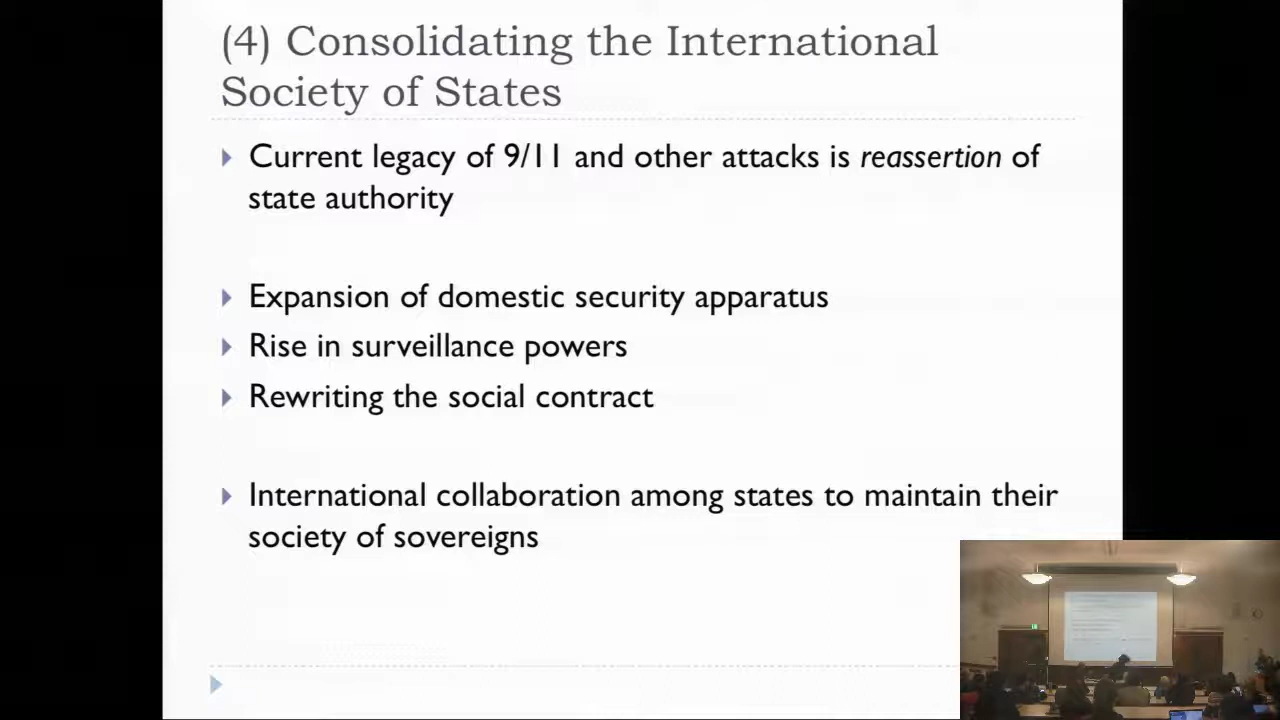 (4) Consolidating the International
Society of States
Current legacy of 9/11 and other attacks is reassertion of
state authority
Expansion of domestic security apparatus
Rise in surveillance powers
Rewriting the social contract
International collaboration among states to maintain their
society of sovereigns